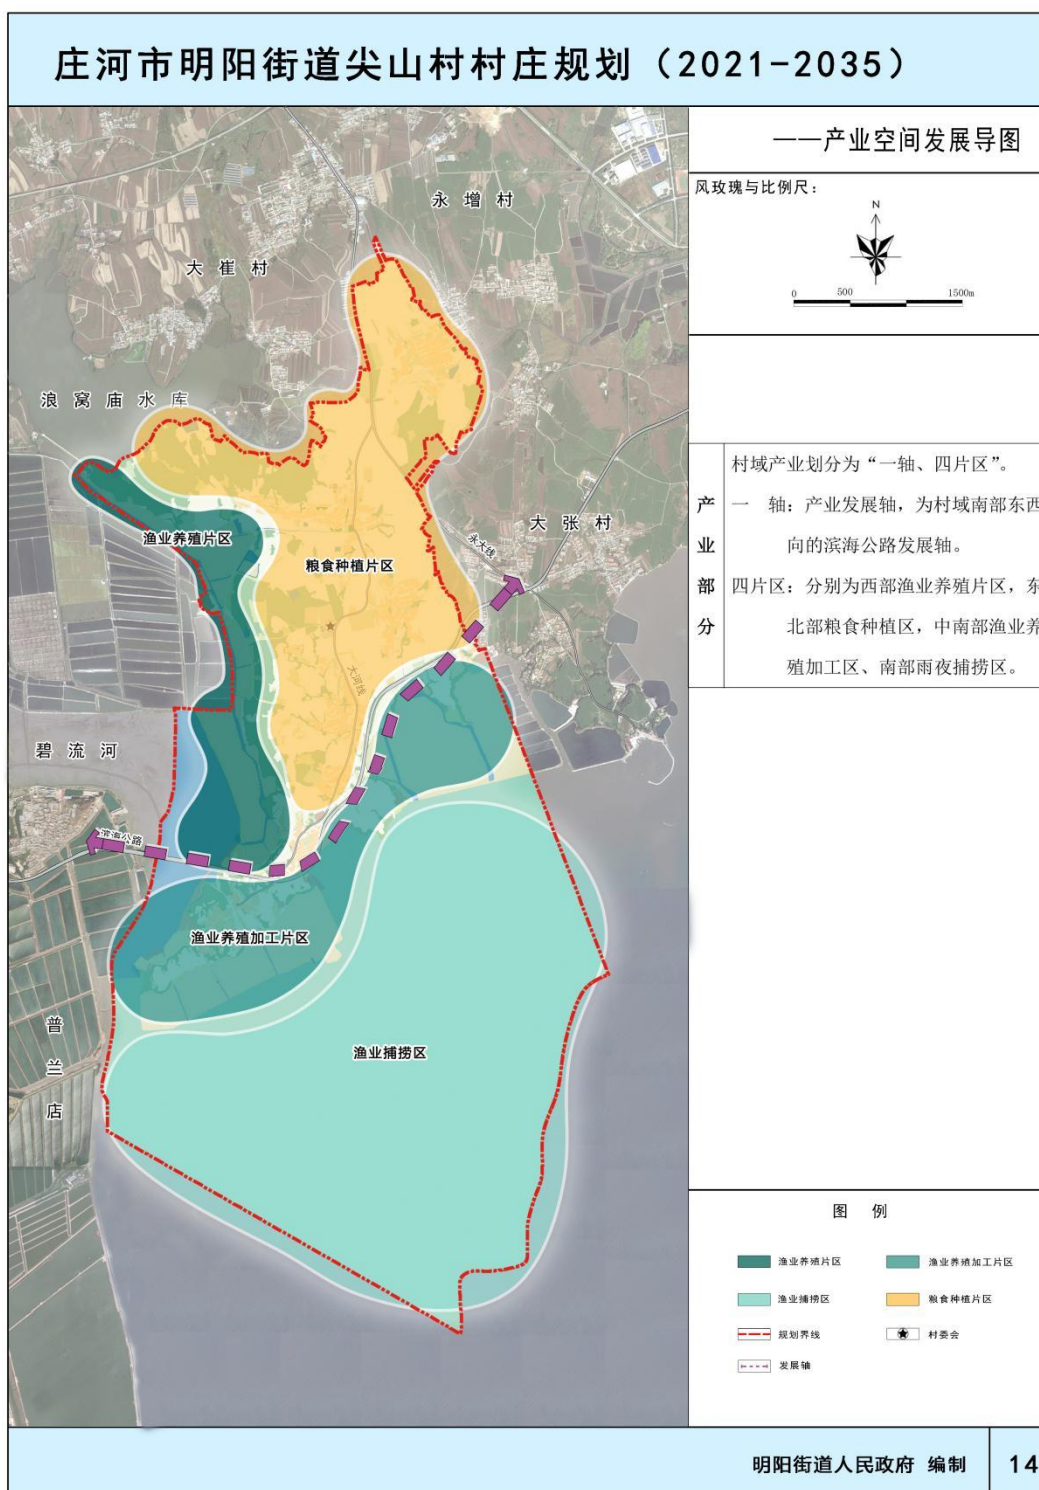 庄河市明阳街道尖山村村庄规划（2021-2035）
——产业空间发展导图
风玫瑰与比例尺：
N
0 500 1500m
永增村
大崔村
浪窝庙水库
大张村
永大线
渔业养殖片区
粮食种植片区
大河线
碧流河
滨海公路
渔业养殖加工片区
渔业捕捞区
普兰店
产业部分
村域产业划分为“一轴、四片区”。
一 轴：产业发展轴，为村域南部东西
向的滨海公路发展轴。
四片区：分别为西部渔业养殖片区，东
北部粮食种植区，中南部渔业养
殖加工区、南部雨夜捕捞区。
图 例
渔业养殖片区
渔业养殖加工片区
渔业捕捞区
粮食种植片区
规划界线
村委会
发展轴
明阳街道人民政府 编制
14